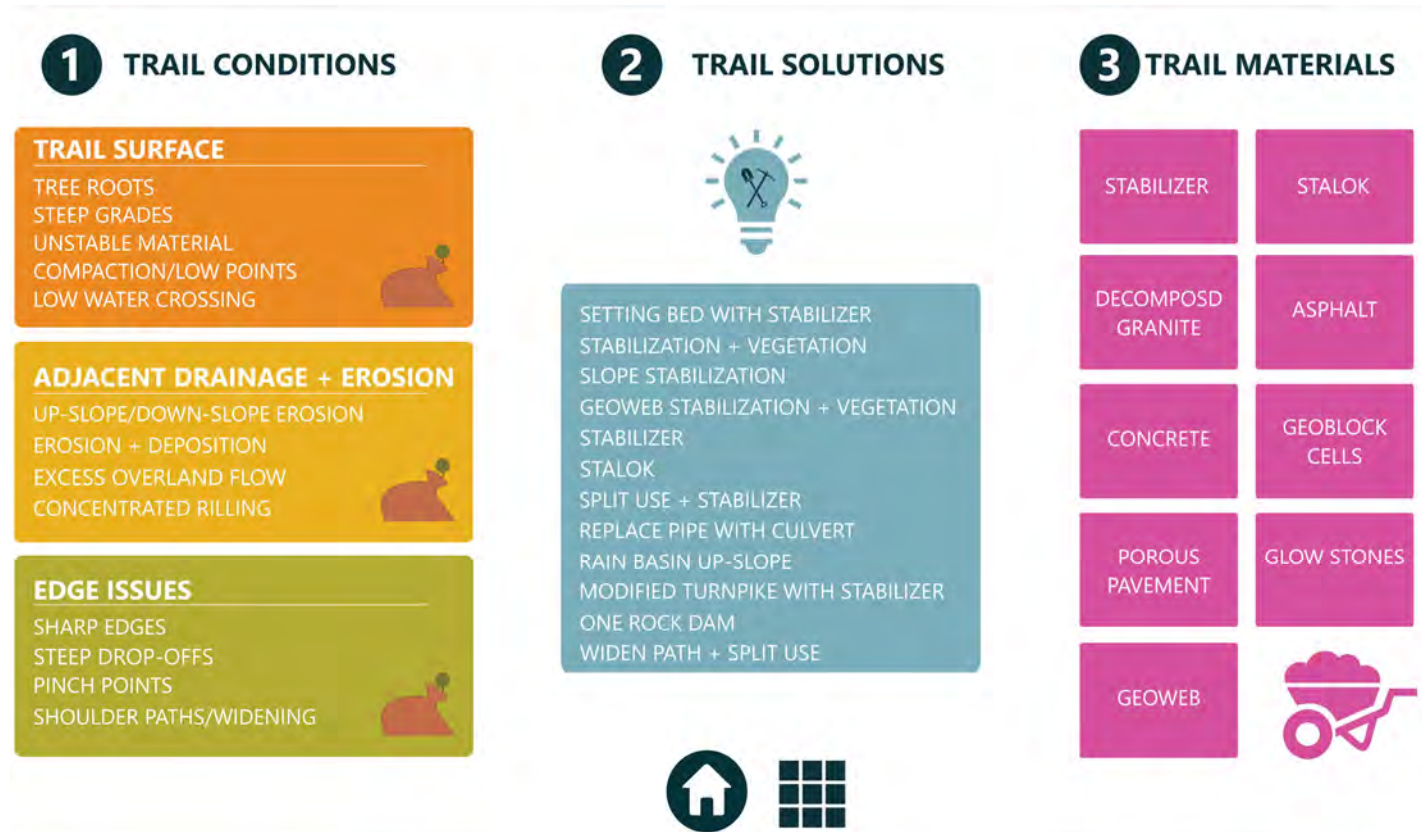 1 TRAIL CONDITIONS
TRAIL SURFACE
TREE ROOTS
STEEP GRADES
UNSTABLE MATERIAL
COMPACTION/LOW POINTS
LOW WATER CROSSING
ADJACENT DRAINAGE + EROSION
UP-SLOPE/DOWN-SLOPE EROSION
EROSION + DEPOSITION
EXCESS OVERLAND FLOW
CONCENTRATED RILLING
EDGE ISSUES
SHARP EDGES
STEEP DROP-OFFS
PINCH POINTS
SHOULDER PATHS/WIDENING
2 TRAIL SOLUTIONS
SETTING BED WITH STABILIZER
STABILIZATION + VEGETATION
SLOPE STABILIZATION
GEOWEB STABILIZATION + VEGETATION
STABILIZER
STALOK
SPLIT USE + STABILIZER
REPLACE PIPE WITH CULVERT
RAIN BASIN UP-SLOPE
MODIFIED TURNPIKE WITH STABILIZER
ONE ROCK DAM
WIDEN PATH + SPLIT USE
3 TRAIL MATERIALS
STABILIZER
STALOK
DECOMPOSD
GRANITE
ASPHALT
CONCRETE
GEOBLOCK
CELLS
POROUS
PAVEMENT
GLOW STONES
GEOWEB